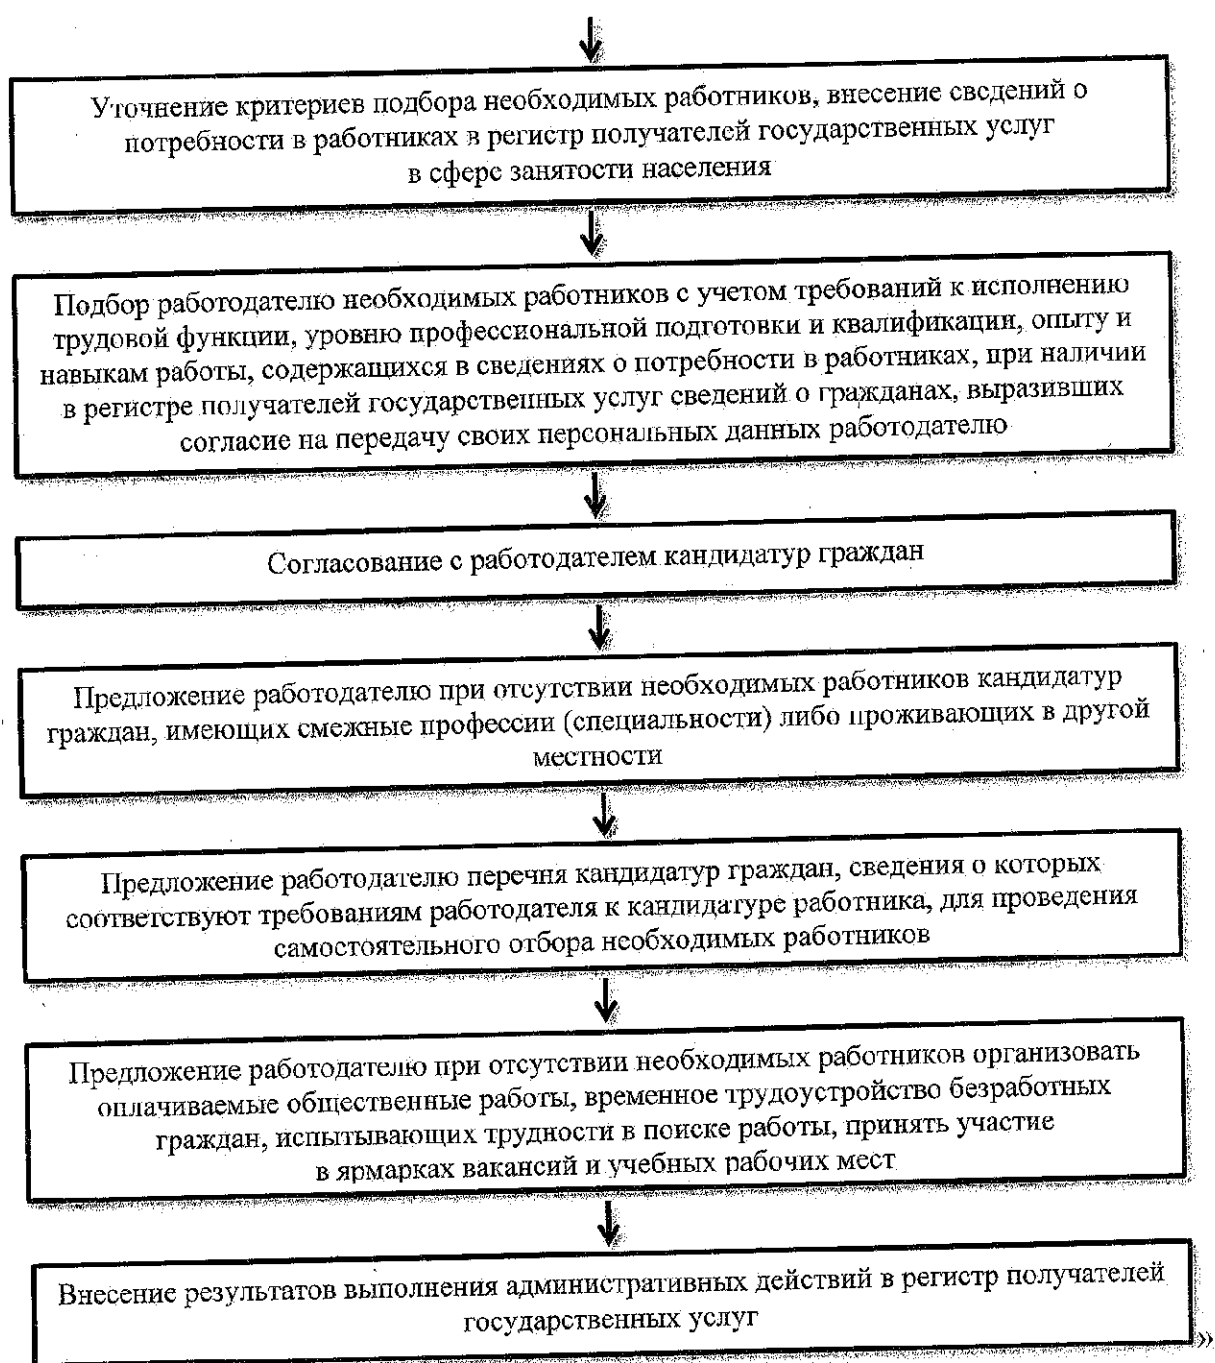 Уточнение критериев подбора необходимых работников, внесение сведений о
потребности в работниках в регистр получателей государственных услуг
в сфере занятости населения
Подбор работодателю необходимых работников с учетом требований к исполнению
трудовой функции, уровню профессиональной подготовки и квалификации, опыту и
навыкам работы, содержащихся в сведениях о потребности в работниках, при наличии
в регистре получателей государственных услуг сведений о гражданах, выразивших
согласие на передачу своих персональных данных работодателю
Согласование с работодателем кандидатур граждан
Предложение работодателю при отсутствии необходимых работников кандидатур
граждан, имеющих смежные профессии (специальности) либо проживающих в другой
местности
Предложение работодателю перечня кандидатур граждан, сведения о которых
соответствуют требованиям работодателя к кандидатуре работника, для проведения
самостоятельного отбора необходимых работников
Предложение работодателю при отсутствии необходимых работников организовать
оплачиваемые общественные работы, временное трудоустройство безработных
граждан, испытывающих трудности в поиске работы, принять участие
в ярмарках вакансий и учебных рабочих мест
Внесение результатов выполнения административных действий в регистр получателей
государственных услуг
»